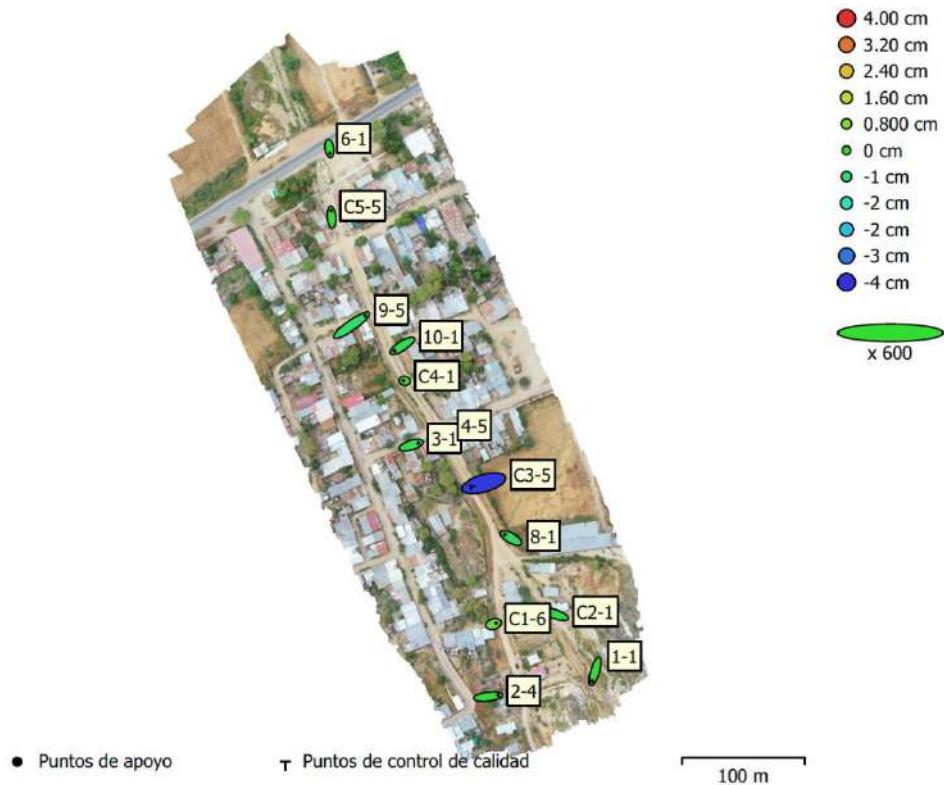 4.00 cm
3.20 cm
2.40 cm
1.60 cm
0.800 cm
0 cm
-1 cm
-2 cm
-2 cm
-3 cm
-4 cm
x 600
6-1
C5-5
9-5
10-1
C4-1
4-5
3-1
C3-5
8-1
C1-6
C2-1
1-1
2-4
Puntos de apoyo
Puntos de control de calidad
100 m